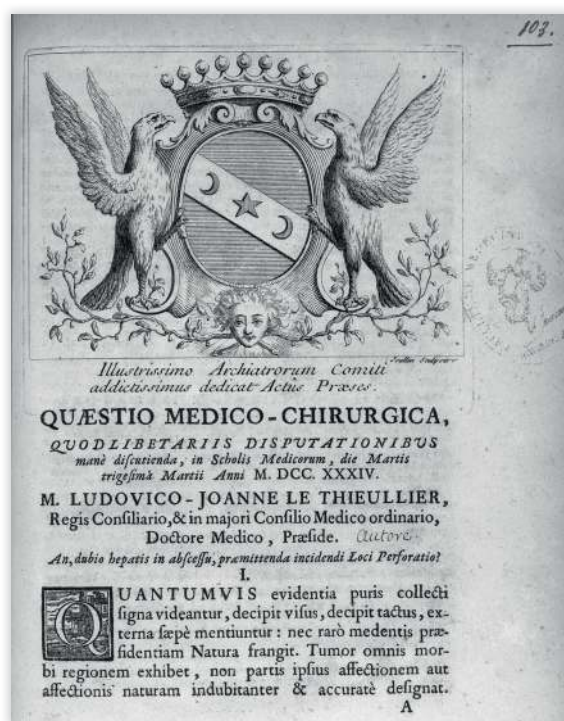 103.
Scellier Sculpsit
Illustrissimo Archiatrorum Comiti
addictissimus dedicat Actûs Præses.
QUÆSTIO MEDICO-CHIRURGICA,
QUODLIBETARIIS DISPUTATIONIBUS
manè discutienda, in Scholis Medicorum, die Martis
trigesimâ Martii Anni M. DCC. XXXIV.
M. LUDOVICO-JOANNE LE THIEULLIER,
Regis Consiliario, & in majori Consilio Medico ordinario,
Doctore Medico, Præside. autore.
An, dubio hepatis in abscessu, præmittenda incidendi Loci Perforatio?
I.
QUANTUMVIS evidentia puris collecti
signa videantur, decipit visus, decipit tactus, ex-
terna sæpè mentiuntur : nec rarò medentis præ-
sidentiam Natura frangit. Tumor omnis mor-
bi regionem exhibet, non partis ipsius affectionem aut
affectionis naturam indubitanter & accuratè designat.
A